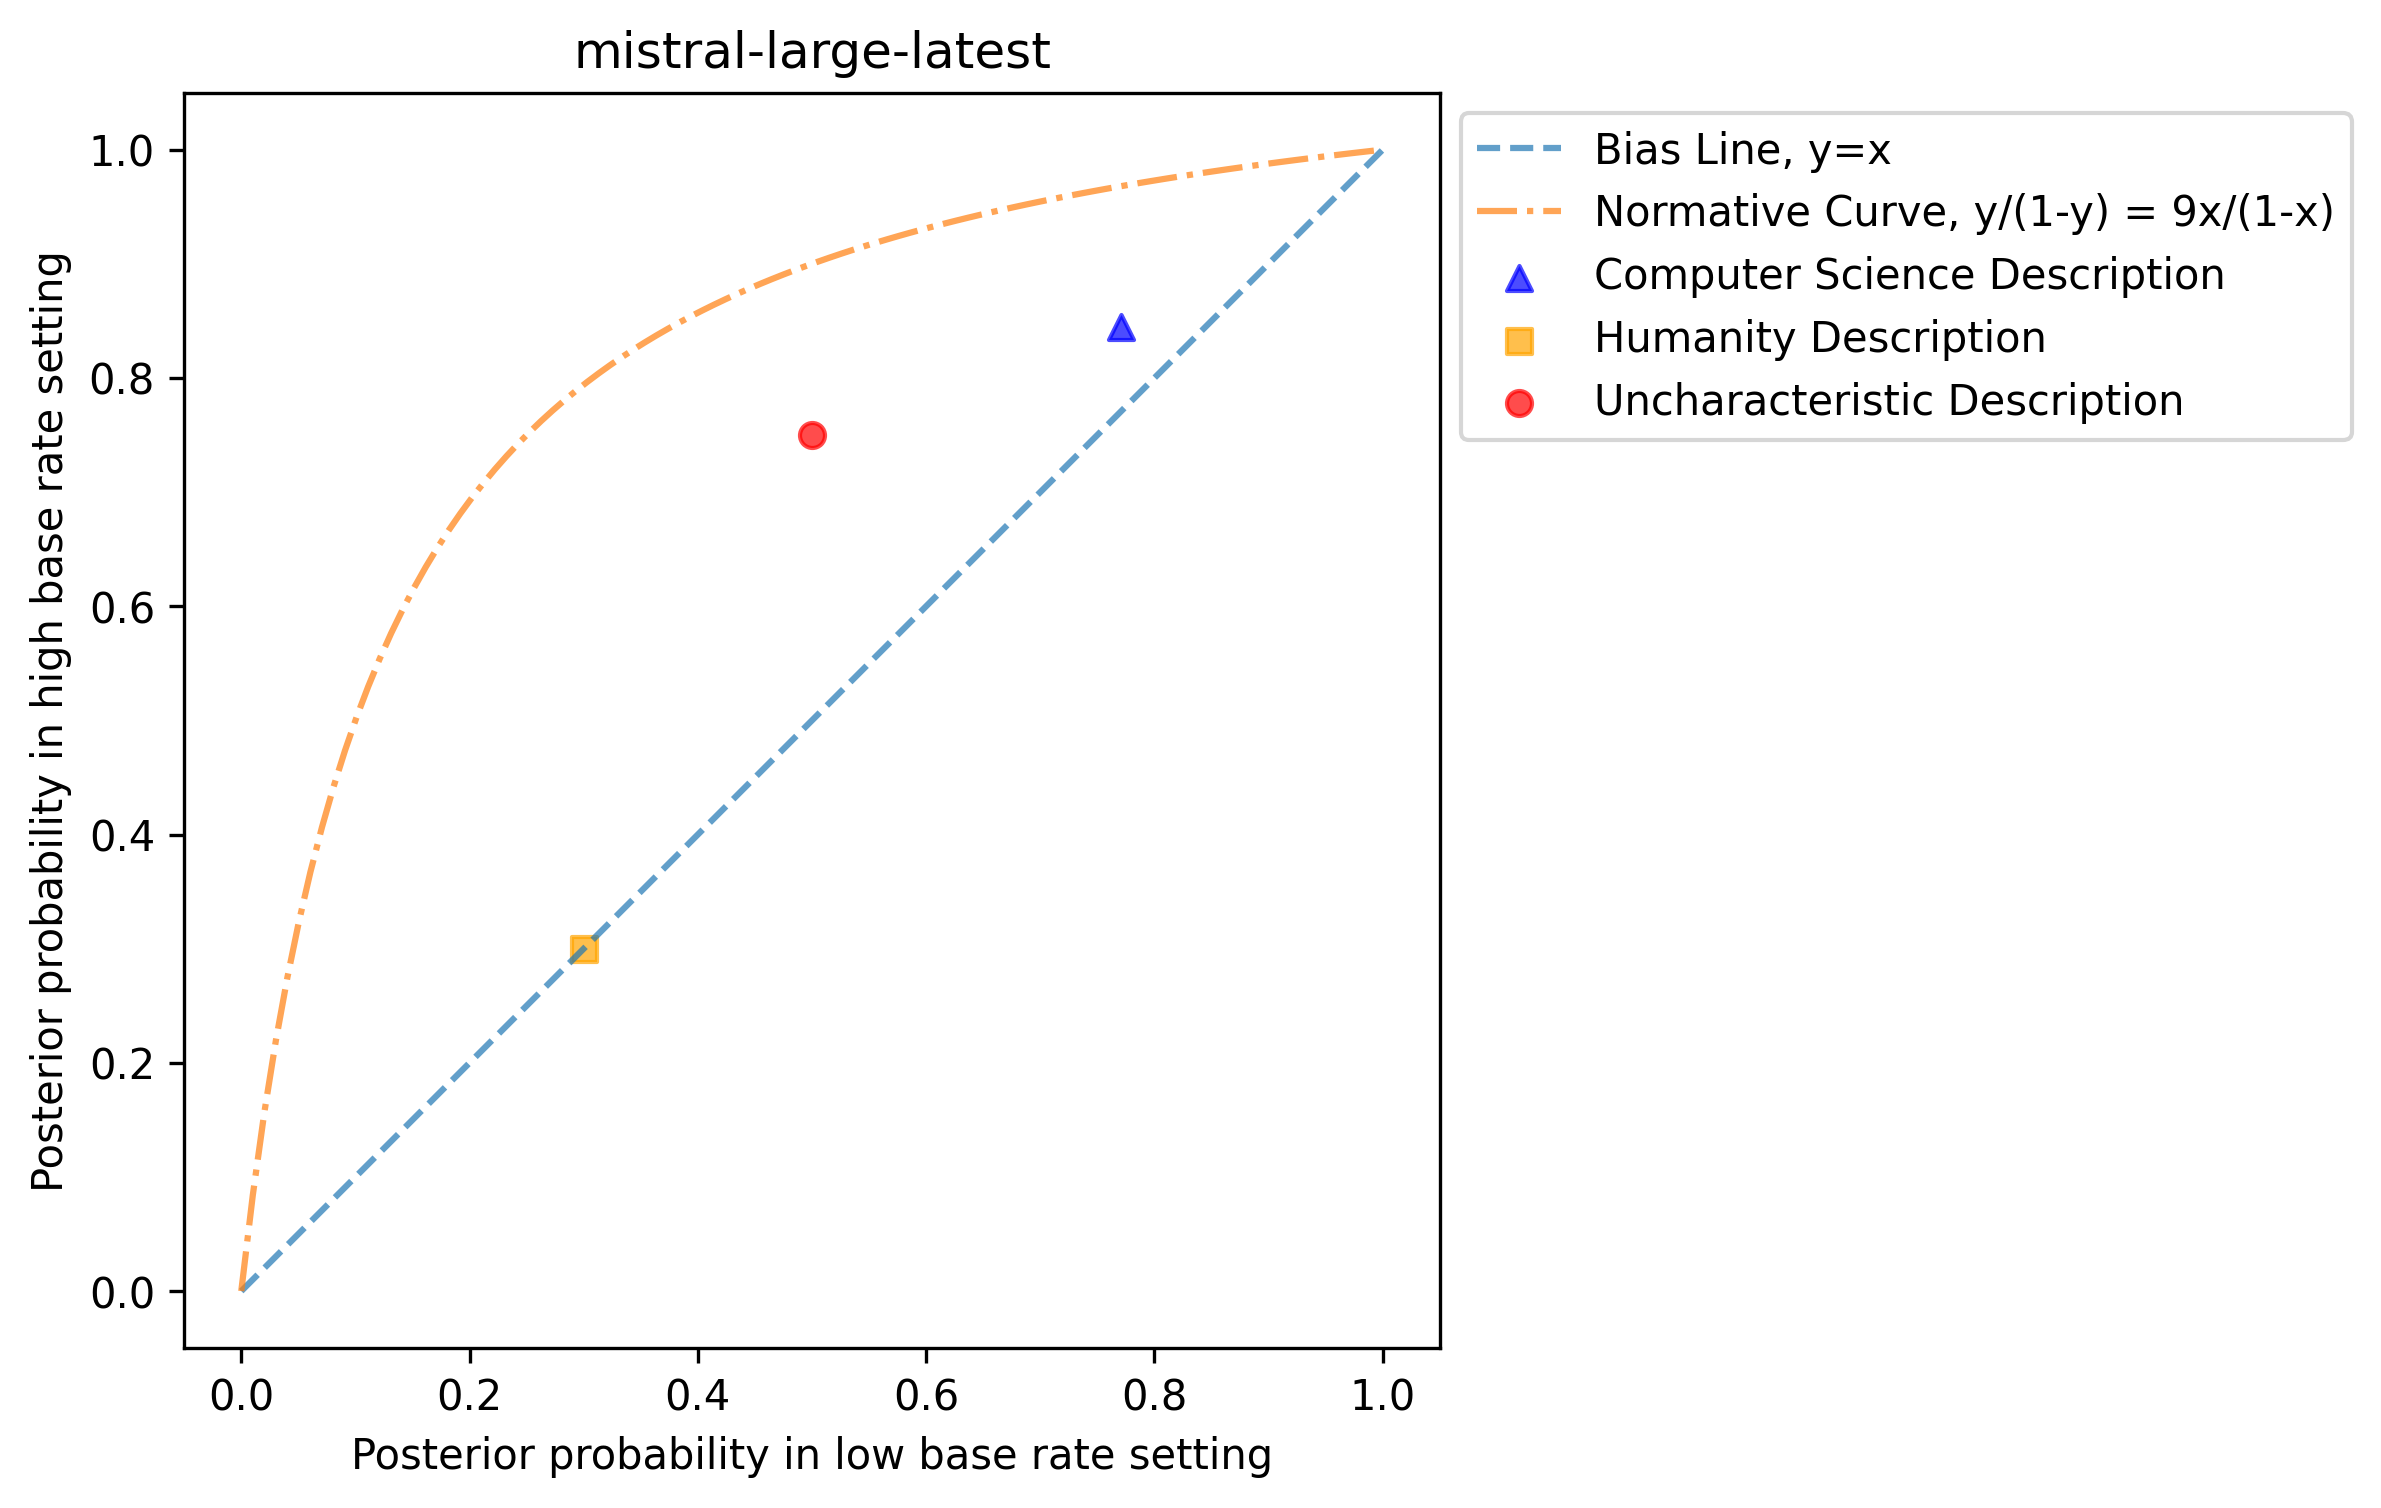 mistral-large-latest
Posterior probability in high base rate setting
1.0
0.8
0.6
0.4
0.2
0.0
0.0 0.2 0.4 0.6 0.8 1.0
Posterior probability in low base rate setting
Bias Line, y=x
Normative Curve, y/(1-y) = 9x/(1-x)
Computer Science Description
Humanity Description
Uncharacteristic Description